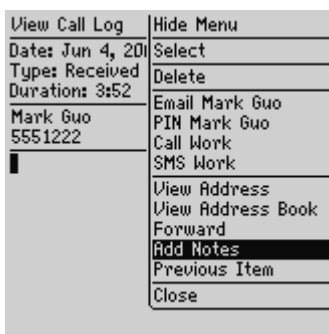 View Call Log
Date: Jun 4, 20
Type: Received
Duration: 3:52
Mark Guo
5551222
Hide Menu
Select
Delete
Email Mark Guo
PIN Mark Guo
Call Work
SMS Work
View Address
View Address Book
Forward
Add Notes
Previous Item
Close